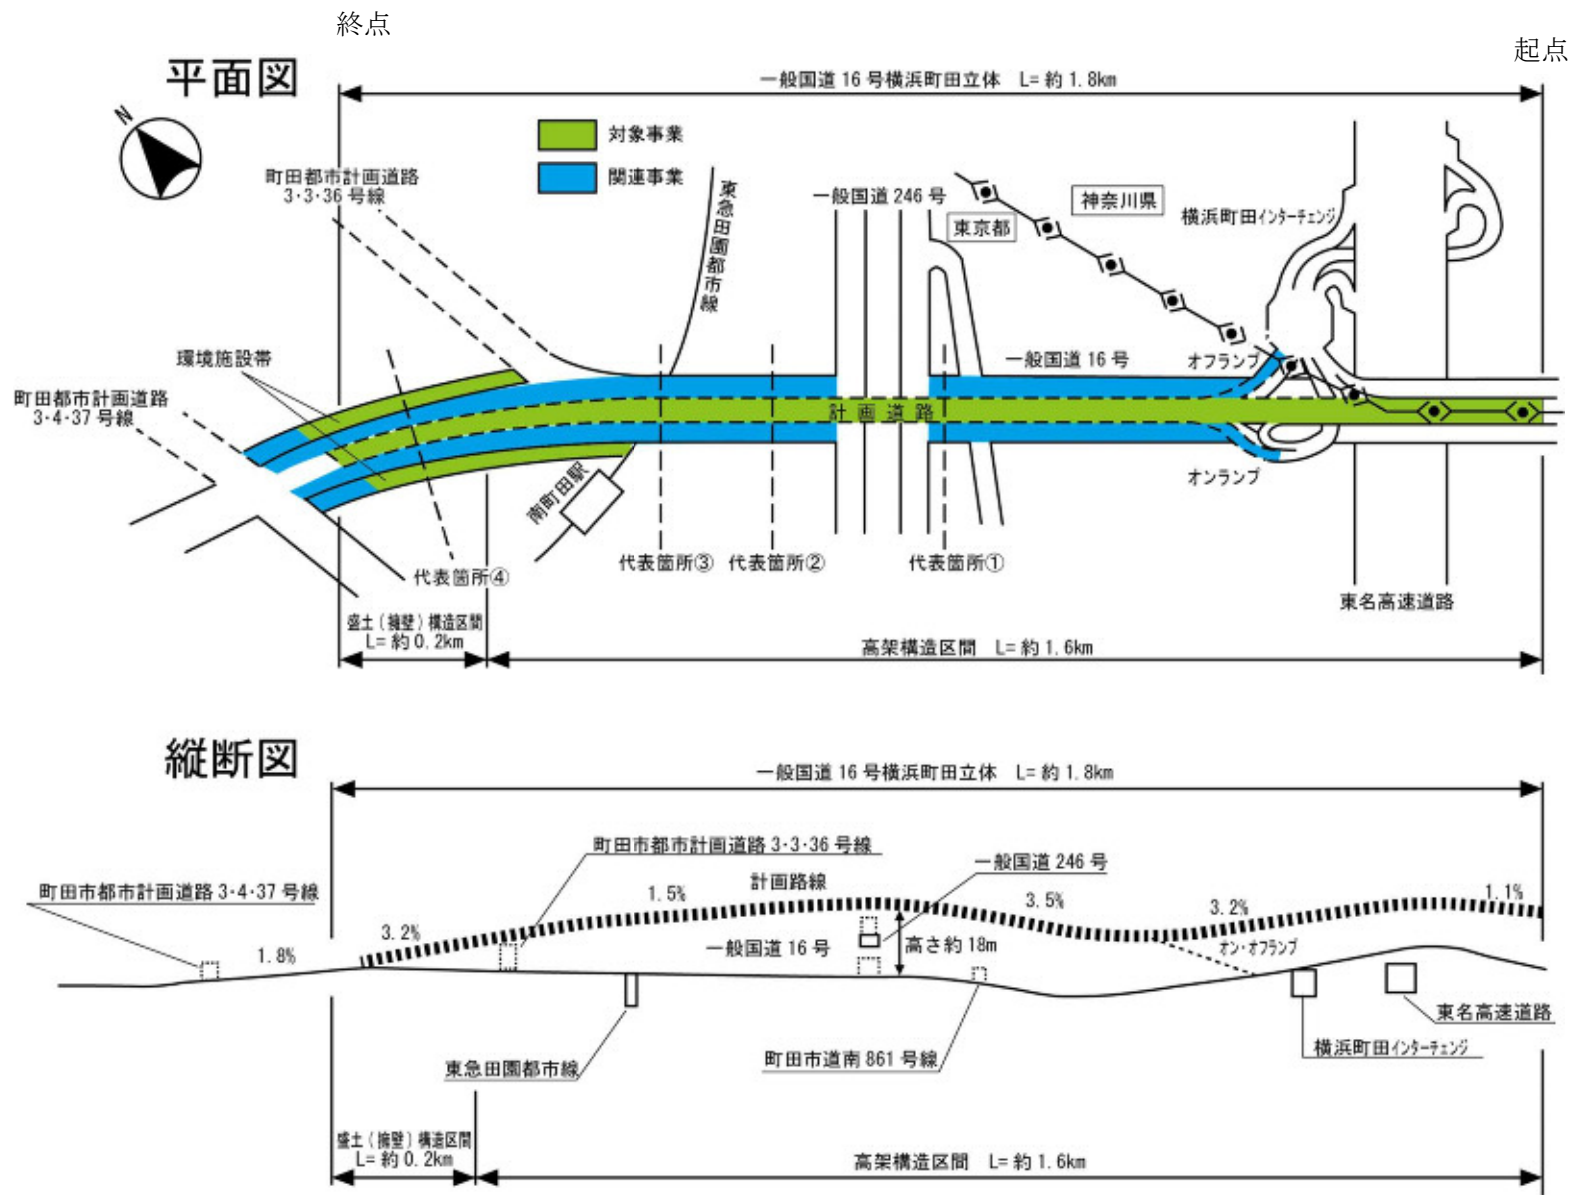 終点
起点
平面図
一般国道16号横浜町田立体 L=約1.8km
N
対象事業
関連事業
町田都市計画道路
3・3・36号線
東急田園都市線
一般国道246号
神奈川県
東京都
横浜町田インターチェンジ
環境施設帯
町田都市計画道路
3・4・37号線
一般国道16号
オフランプ
計画道路
オンランプ
南町田駅
代表箇所④
代表箇所③
代表箇所②
代表箇所①
東名高速道路
盛土(擁壁)構造区間
L=約0.2km
高架構造区間 L=約1.6km
縦断図
一般国道16号横浜町田立体 L=約1.8km
町田市都市計画道路3・3・36号線
一般国道246号
町田市都市計画道路3・4・37号線
計画路線
1.5%
3.5%
3.2%
1.1%
3.2%
1.8%
一般国道16号
高さ約18m
オン・オフランプ
東名高速道路
横浜町田インターチェンジ
町田市道南861号線
東急田園都市線
盛土(擁壁)構造区間
L=約0.2km
高架構造区間 L=約1.6km